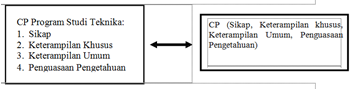 CP Program Studi Teknika:
1. Sikap
2. Keterampilan Khusus
3. Keterampilan Umum
4. Penguasaan Pengetahuan
CP (Sikap, Keterampilan khusus,
Keterampilan Umum, Penguasaan
Pengetahuan)